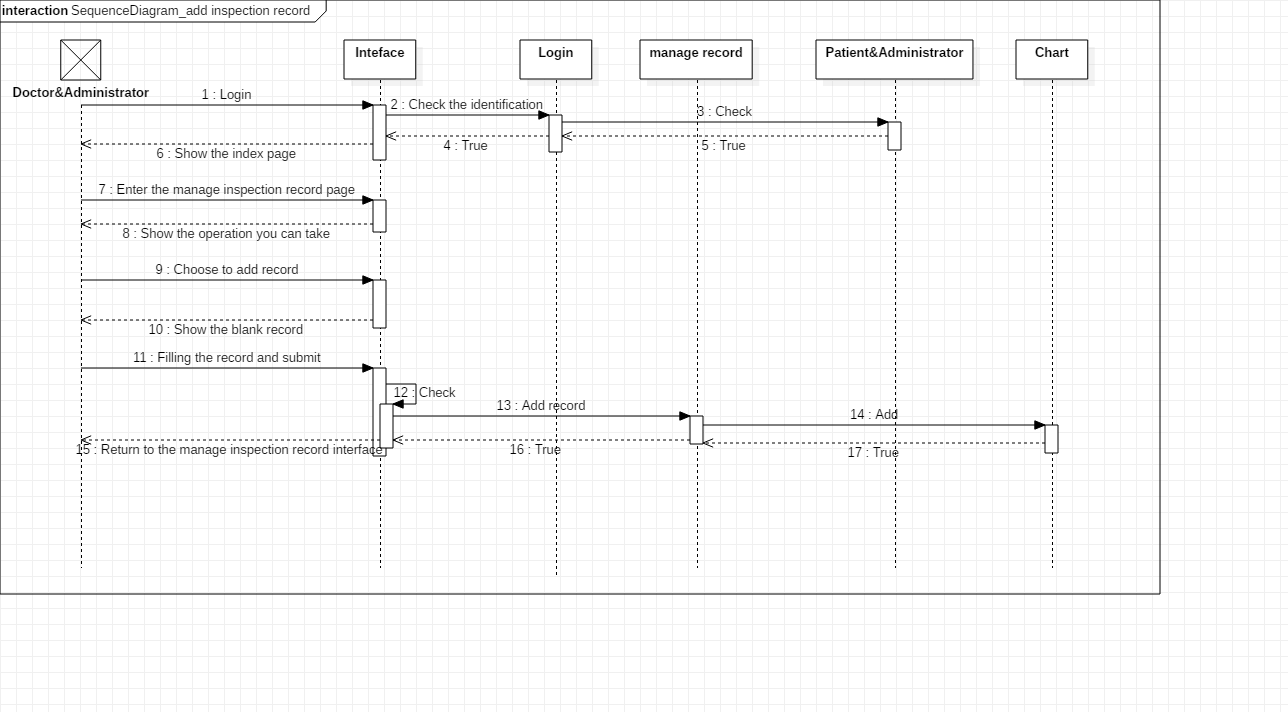 interaction SequenceDiagram_add inspection record
Inteface
Login
manage record
Patient&Administrator
Chart
Doctor&Administrator
1 : Login
2 : Check the identification
3 : Check
4 : True
5 : True
6 : Show the index page
7 : Enter the manage inspection record page
8 : Show the operation you can take
9 : Choose to add record
10 : Show the blank record
11 : Filling the record and submit
12 : Check
13 : Add record
14 : Add
15 : Return to the manage inspection record interface
16 : True
17 : True